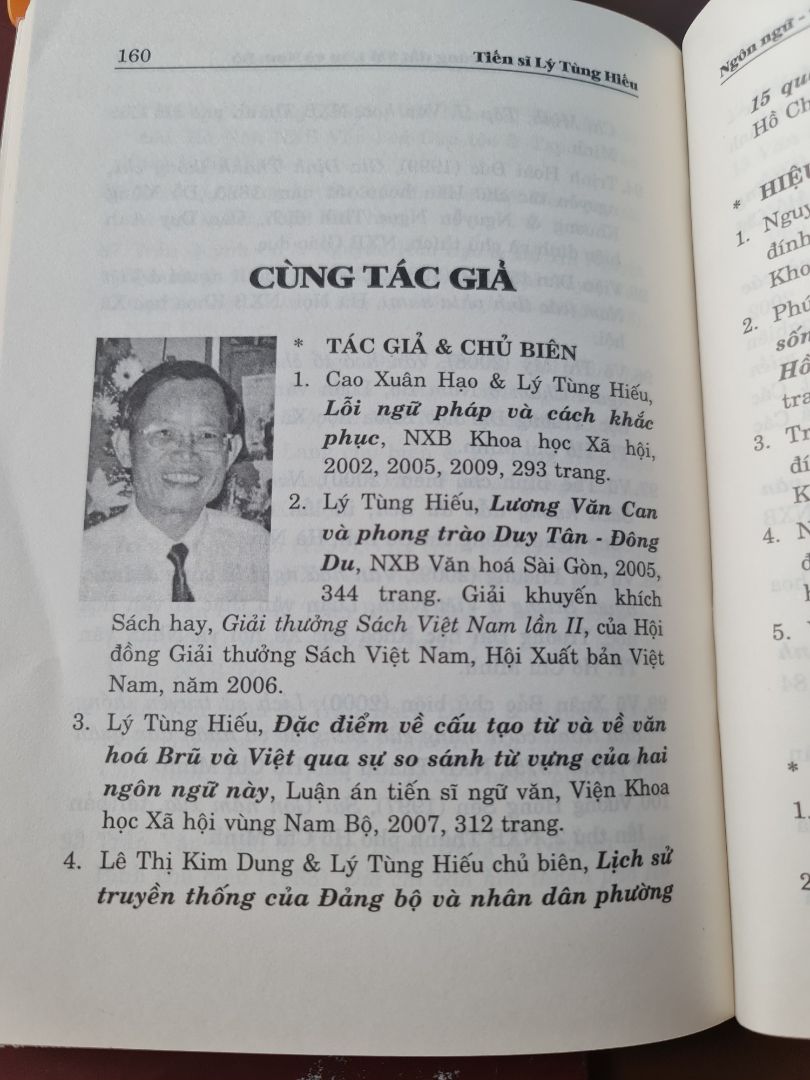 160
Tiến sĩ Lý Tùng Hiếu
CÙNG TÁC GIẢ
* TÁC GIẢ & CHỦ BIÊN
1. Cao Xuân Hạo & Lý Tùng Hiếu,
Lỗi ngữ pháp và cách khắc
phục, NXB Khoa học Xã hội,
2002, 2005, 2009, 293 trang.
2. Lý Tùng Hiếu, Lương Văn Can
và phong trào Duy Tân - Đông
Du, NXB Văn hoá Sài Gòn, 2005,
344 trang. Giải khuyến khích
Sách hay, Giải thưởng Sách Việt Nam lần II, của Hội
đồng Giải thưởng Sách Việt Nam, Hội Xuất bản Việt
Nam, năm 2006.
3. Lý Tùng Hiếu, Đặc điểm về cấu tạo từ và về văn
hoá Brũ và Việt qua sự so sánh từ vựng của hai
ngôn ngữ này, Luận án tiến sĩ ngữ văn, Viện Khoa
học Xã hội vùng Nam Bộ, 2007, 312 trang.
4. Lê Thị Kim Dung & Lý Tùng Hiếu chủ biên, Lịch sử
truyền thống của Đảng bộ và nhân dân phường
Ngôn ngữ -
15
Hồ
* HIỆU
1.
đính
2.
3.
4.
5.
*
1.
2